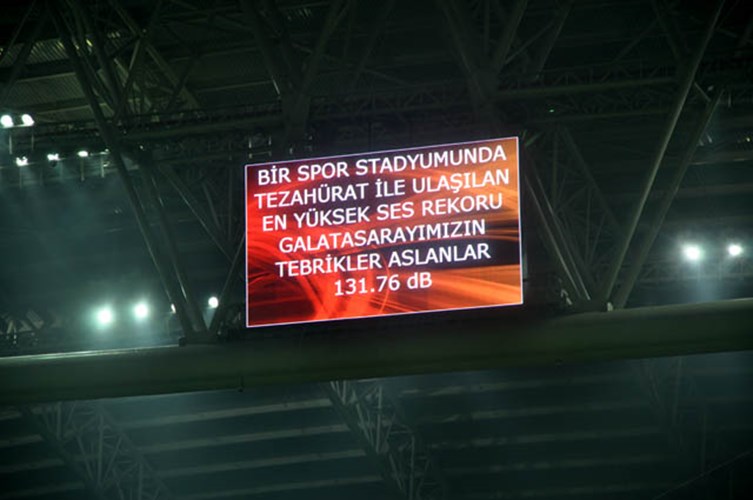 BİR SPOR STADYUMUNDA
TEZAHÜRAT İLE ULAŞILAN
EN YÜKSEK SES REKORU
GALATASARAYIMIZIN
TEBRİKLER ASLANLAR
131.76 dB